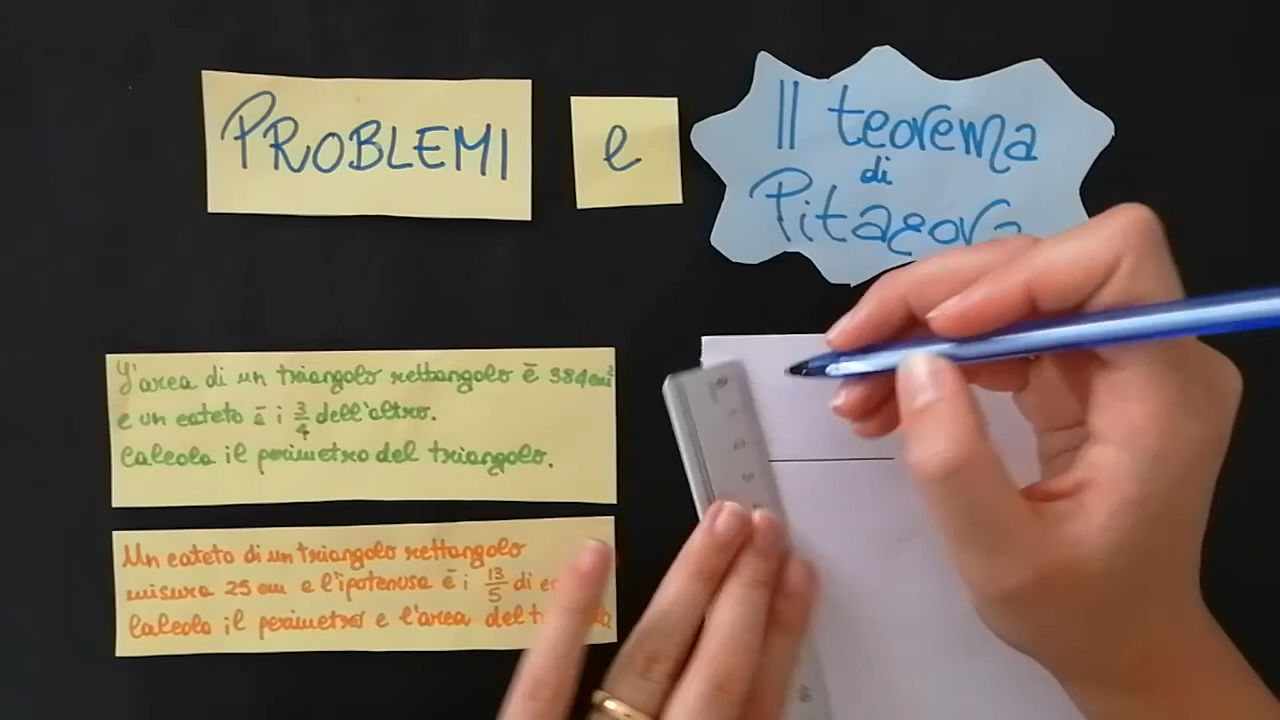 PROBLEMI
e
Il teorema
di
Pitagora
L'area di un triangolo rettangolo è 384 cm²
e un cateto è i 3/4 dell'altro.
Calcola il perimetro del triangolo.
Un cateto di un triangolo rettangolo
misura 25 cm e l'ipotenusa è i 13/5 di
Calcola il perimetro e l'area del